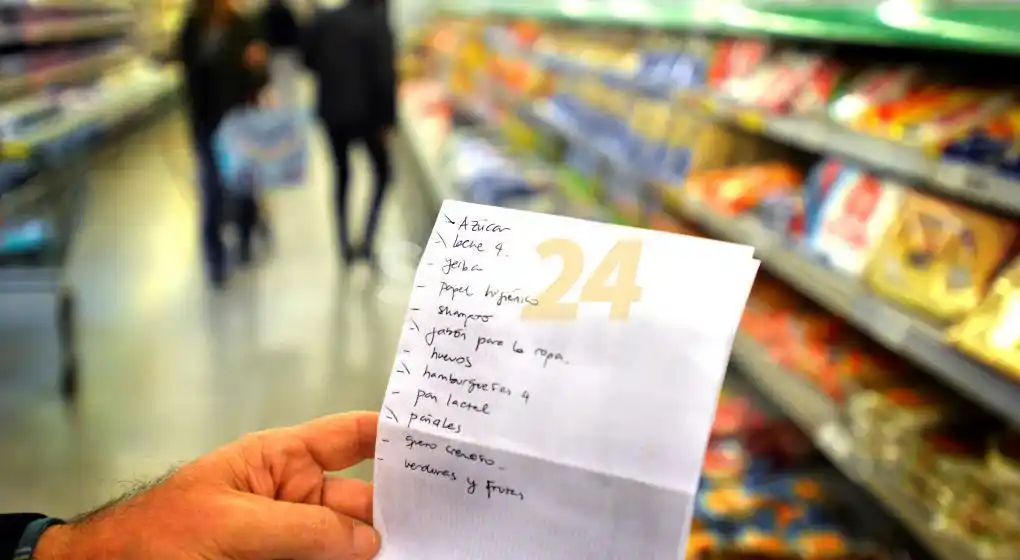 - Azúcar
- leche 4.
- yerba
- papel higiénico
- shampoo
- jabón para la ropa.
- huevos
- hamburguesas 4
- pan lactel
- pañales
- queso cremoso -
- verduras y frutas
24